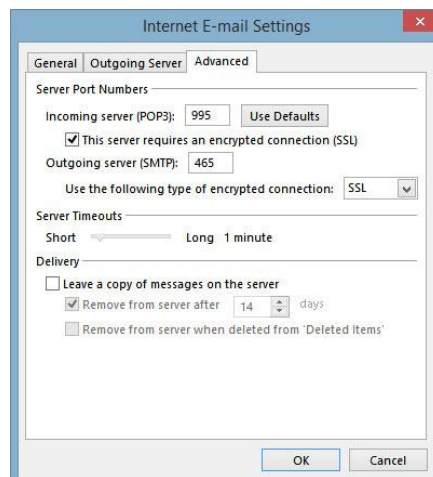 Internet E-mail Settings
General Outgoing Server Advanced
Server Port Numbers
Incoming server (POP3): 995 Use Defaults
This server requires an encrypted connection (SSL)
Outgoing server (SMTP): 465
Use the following type of encrypted connection: SSL
Server Timeouts
Short Long 1 minute
Delivery
Leave a copy of messages on the server
Remove from server after 14 days
Remove from server when deleted from 'Deleted Items'
OK Cancel